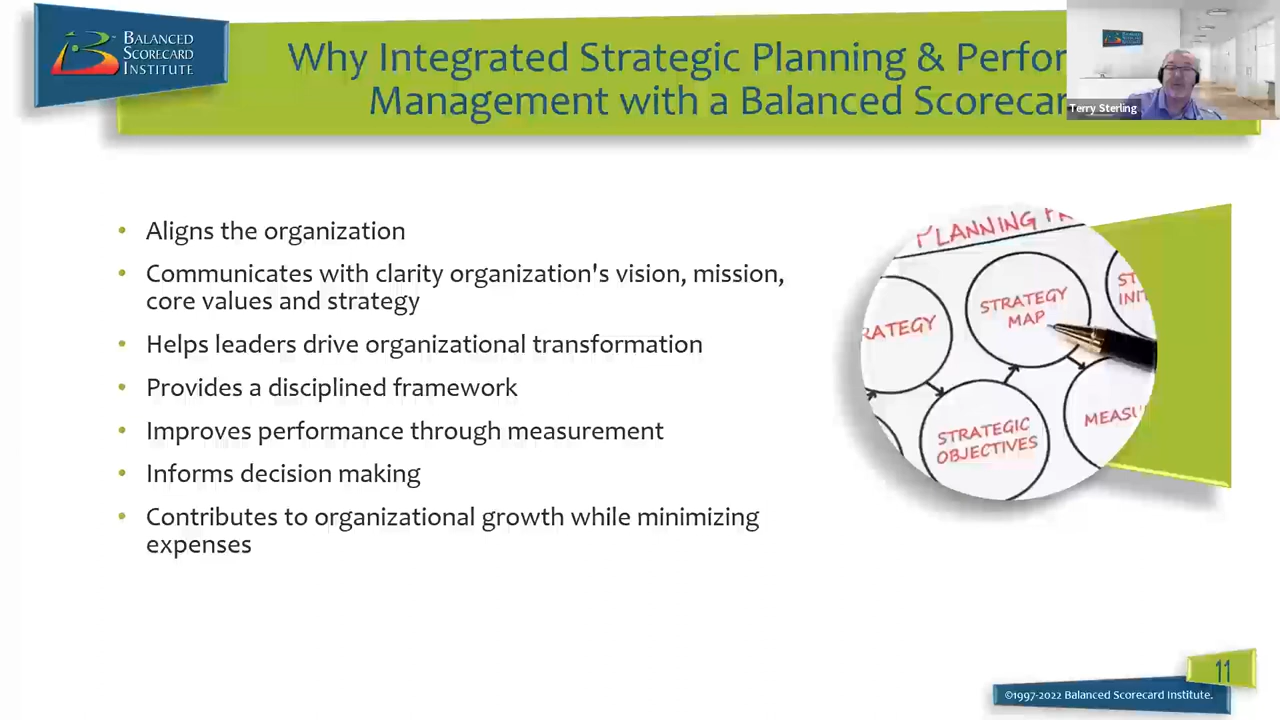 BALANCED
SCORECARD
INSTITUTE
Why Integrated Strategic Planning & Perfor
Management with a Balanced Scorecar
Terry Sterling
• Aligns the organization
• Communicates with clarity organization's vision, mission,
core values and strategy
• Helps leaders drive organizational transformation
• Provides a disciplined framework
• Improves performance through measurement
• Informs decision making
• Contributes to organizational growth while minimizing
expenses
PLANNING PR
RATEGY
STRATEGY
MAP
ST
INIT
STRATEGIC
OBJECTIVES
MEASU
11
©1997-2022 Balanced Scorecard Institute.